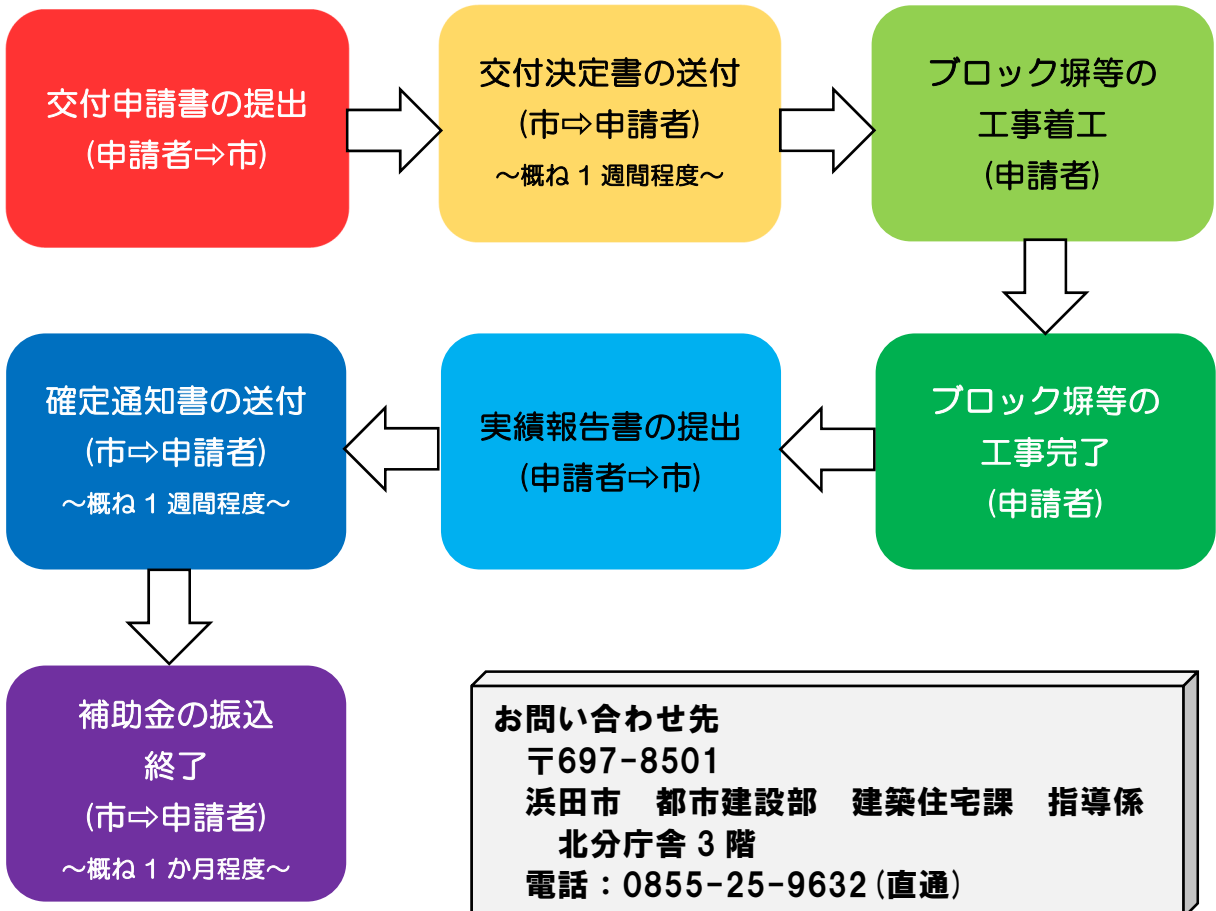 交付申請書の提出
(申請者⇨市)
交付決定書の送付
(市⇨申請者)
～概ね1週間程度～
ブロック塀等の
工事着工
(申請者)
ブロック塀等の
工事完了
(申請者)
実績報告書の提出
(申請者⇨市)
確定通知書の送付
(市⇨申請者)
～概ね1週間程度～
補助金の振込
終了
(市⇨申請者)
～概ね1か月程度～
お問い合わせ先
〒697-8501
浜田市　都市建設部　建築住宅課　指導係
北分庁舎3階
電話：0855-25-9632(直通)